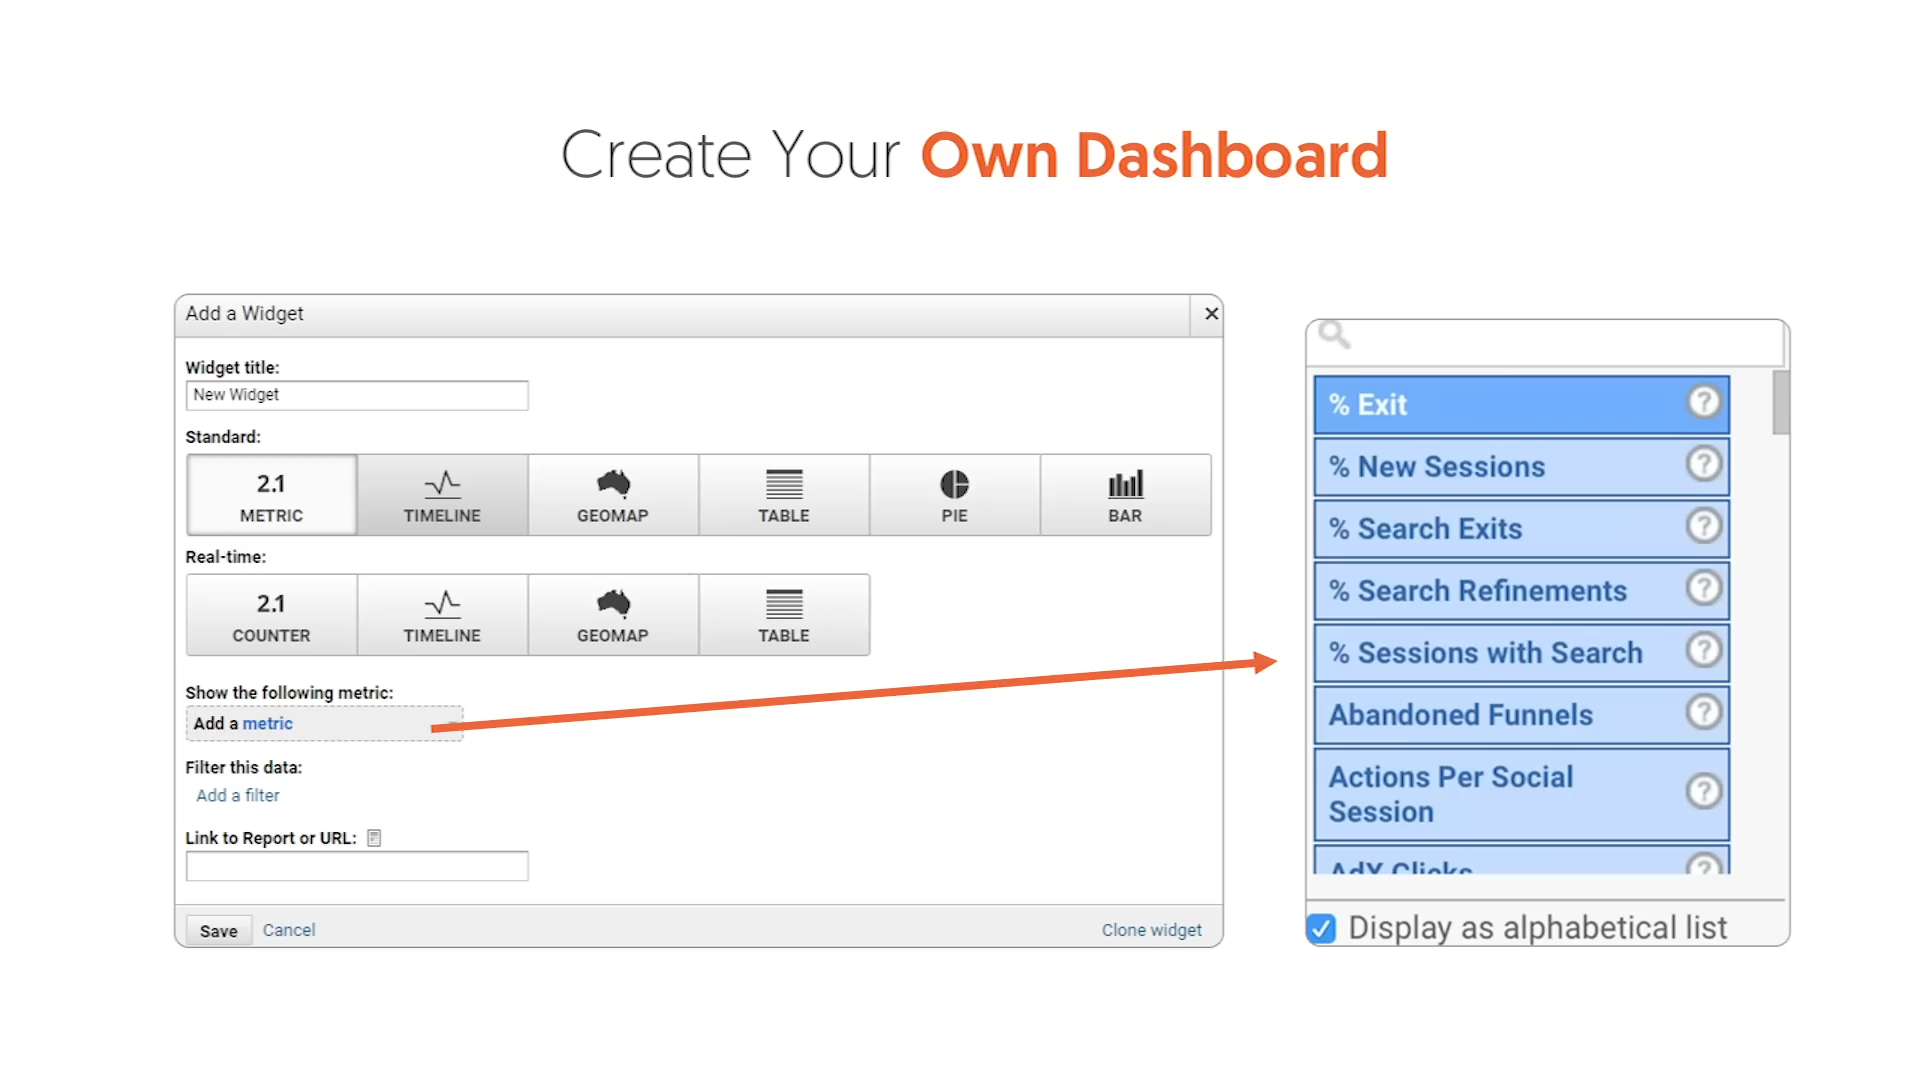 Create Your Own Dashboard
Add a Widget
Widget title:
New Widget
Standard:
2.1
METRIC
TIMELINE
GEOMAP
TABLE
PIE
BAR
Real-time:
2.1
COUNTER
TIMELINE
GEOMAP
TABLE
Show the following metric:
Add a metric
Filter this data:
Add a filter
Link to Report or URL:
Save
Cancel
Clone widget
% Exit
% New Sessions
% Search Exits
% Search Refinements
% Sessions with Search
Abandoned Funnels
Actions Per Social
Session
AdX Clicks
Display as alphabetical list